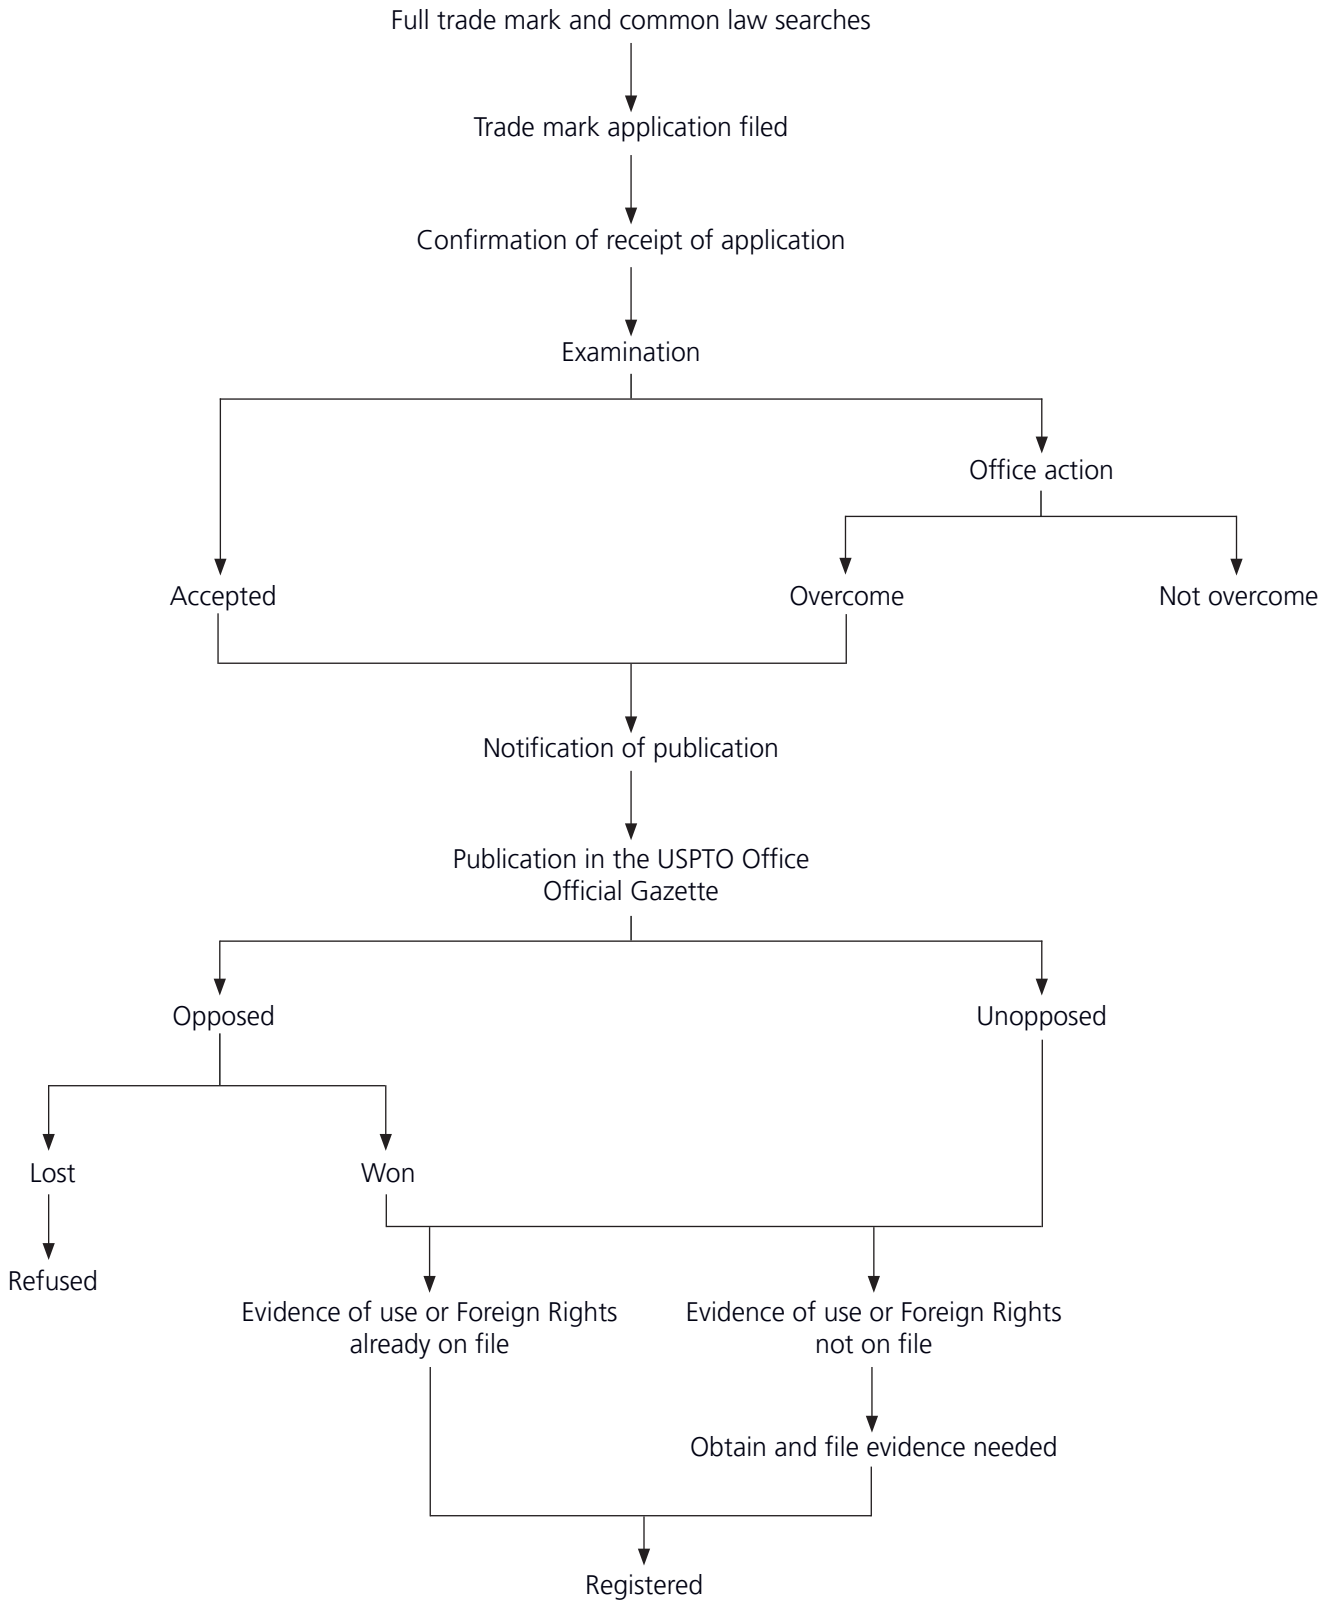 Full trade mark and common law searches
Trade mark application filed
Confirmation of receipt of application
Examination
Office action
Accepted
Overcome
Not overcome
Notification of publication
Publication in the USPTO Office
Official Gazette
Opposed
Unopposed
Lost
Won
Refused
Evidence of use or Foreign Rights
already on file
Evidence of use or Foreign Rights
not on file
Obtain and file evidence needed
Registered